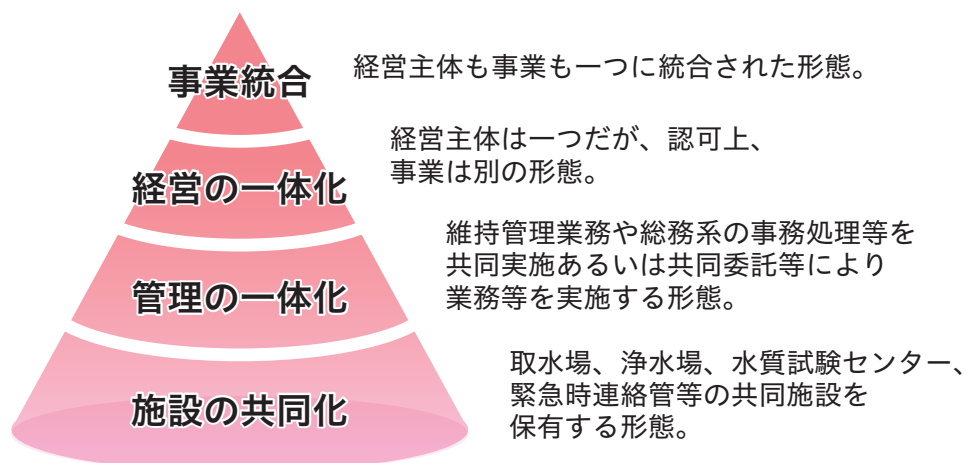 事業統合
経営主体も事業も一つに統合された形態。
経営の一体化
経営主体は一つだが、認可上、
事業は別の形態。
管理の一体化
維持管理業務や総務系の事務処理等を
共同実施あるいは共同委託等により
業務等を実施する形態。
施設の共同化
取水場、浄水場、水質試験センター、
緊急時連絡管等の共同施設を
保有する形態。